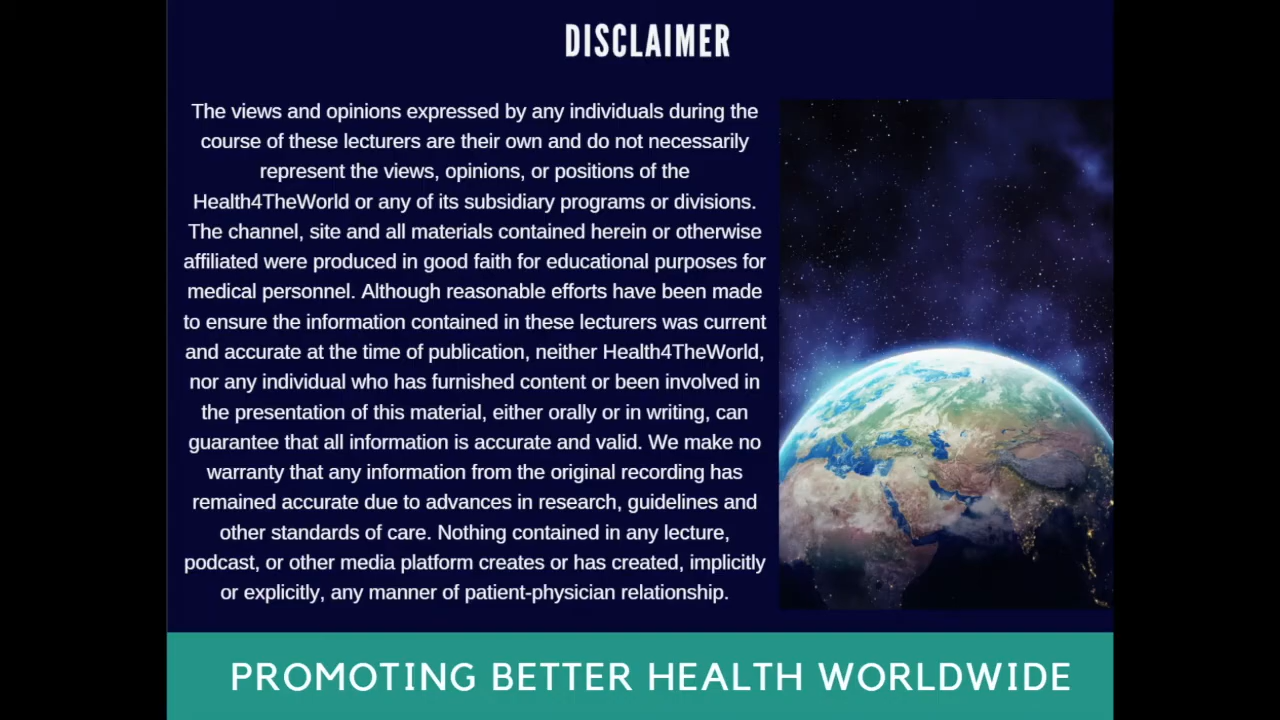 DISCLAIMER
The views and opinions expressed by any individuals during the
course of these lecturers are their own and do not necessarily
represent the views, opinions, or positions of the
Health4TheWorld or any of its subsidiary programs or divisions.
The channel, site and all materials contained herein or otherwise
affiliated were produced in good faith for educational purposes for
medical personnel. Although reasonable efforts have been made
to ensure the information contained in these lecturers was current
and accurate at the time of publication, neither Health4TheWorld,
nor any individual who has furnished content or been involved in
the presentation of this material, either orally or in writing, can
guarantee that all information is accurate and valid. We make no
warranty that any information from the original recording has
remained accurate due to advances in research, guidelines and
other standards of care. Nothing contained in any lecture,
podcast, or other media platform creates or has created, implicitly
or explicitly, any manner of patient-physician relationship.
PROMOTING BETTER HEALTH WORLDWIDE